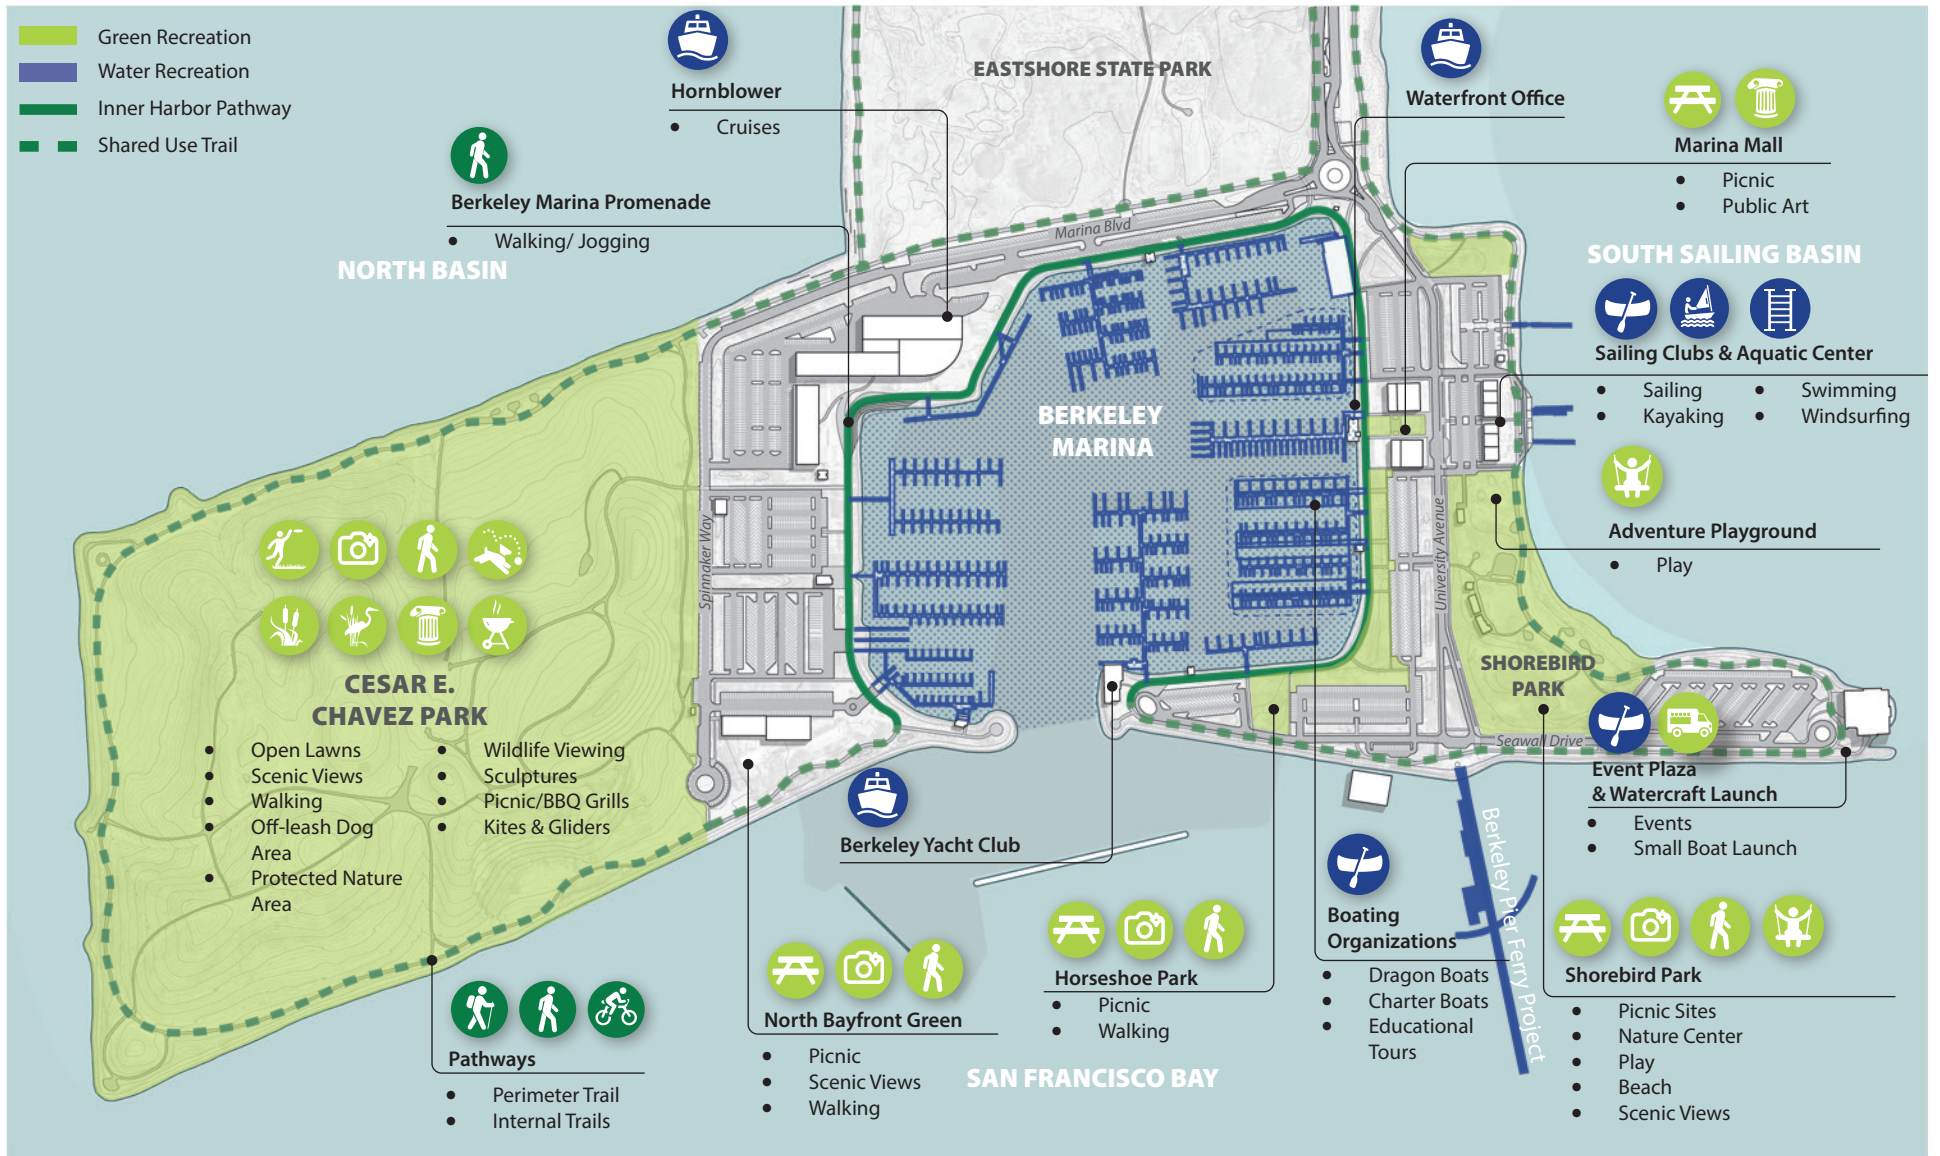 Green Recreation
Water Recreation
Inner Harbor Pathway
Shared Use Trail
Hornblower
Cruises
EASTSHORE STATE PARK
Waterfront Office
Marina Mall
Picnic
Public Art
Berkeley Marina Promenade
Walking/ Jogging
NORTH BASIN
Marina Blvd
SOUTH SAILING BASIN
Sailing Clubs & Aquatic Center
Sailing
Kayaking
Swimming
Windsurfing
BERKELEY
MARINA
Adventure Playground
Play
Spinnaker Way
University Avenue
CESAR E.
CHAVEZ PARK
Open Lawns
Scenic Views
Walking
Off-leash Dog
Area
Protected Nature
Area
Wildlife Viewing
Sculptures
Picnic/BBQ Grills
Kites & Gliders
SHOREBIRD
PARK
Seawall Drive
Event Plaza
& Watercraft Launch
Events
Small Boat Launch
Berkeley Yacht Club
Berkeley Pier Ferry Project
Boating
Organizations
Dragon Boats
Charter Boats
Educational
Tours
Shorebird Park
Picnic Sites
Nature Center
Play
Beach
Scenic Views
Horseshoe Park
Picnic
Walking
North Bayfront Green
Picnic
Scenic Views
Walking
SAN FRANCISCO BAY
Pathways
Perimeter Trail
Internal Trails